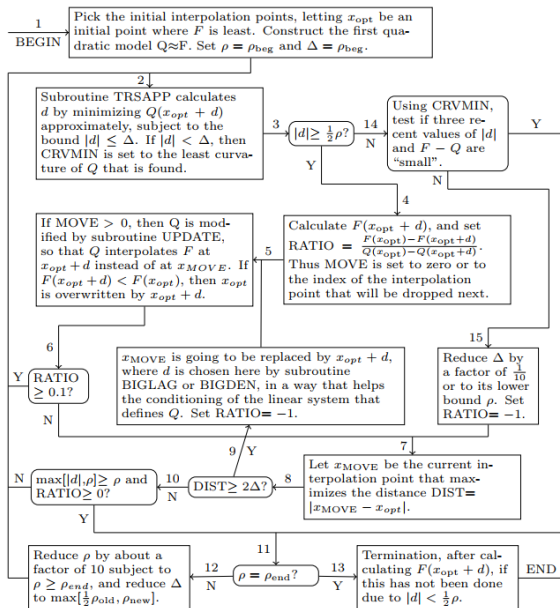 1
BEGIN
Pick the initial interpolation points, letting x_opt be an
initial point where F is least. Construct the first qua-
dratic model Q≈F. Set ρ = ρ_beg and Δ = ρ_beg.
2
Subroutine TRSAPP calculates
d by minimizing Q(x_opt + d)
approximately, subject to the
bound |d| ≤ Δ. If |d| < Δ, then
CRVMIN is set to the least curva-
ture of Q that is found.
3
|d|≥ ½ρ?
14
N
Y
Using CRVMIN,
test if three re-
cent values of |d|
and F − Q are
“small”.
Y
N
4
Calculate F(x_opt + d), and set
RATIO = (F(x_opt)−F(x_opt+d))/(Q(x_opt)−Q(x_opt+d)).
Thus MOVE is set to zero or to
the index of the interpolation
point that will be dropped next.
5
If MOVE > 0, then Q is mod-
ified by subroutine UPDATE,
so that Q interpolates F at
x_opt + d instead of at x_MOVE. If
F(x_opt + d) < F(x_opt), then x_opt
is overwritten by x_opt + d.
6
Y
RATIO
≥ 0.1?
N
x_MOVE is going to be replaced by x_opt + d,
where d is chosen here by subroutine
BIGLAG or BIGDEN, in a way that helps
the conditioning of the linear system
that defines Q. Set RATIO= −1.
15
Reduce Δ by
a factor of 1/10
or to its lower
bound ρ. Set
RATIO= −1.
7
Let x_MOVE be the current in-
terpolation point that max-
imizes the distance DIST=
|x_MOVE − x_opt|.
8
DIST≥ 2Δ?
9
Y
10
N
N
max[|d|,ρ]≥ ρ and
RATIO≥ 0?
Y
11
ρ = ρ_end?
12
N
13
Y
Reduce ρ by about a
factor of 10 subject to
ρ ≥ ρ_end, and reduce Δ
to max[½ρ_old, ρ_new].
Termination, after calcu-
lating F(x_opt + d), if
this has not been done
due to |d| < ½ρ.
END